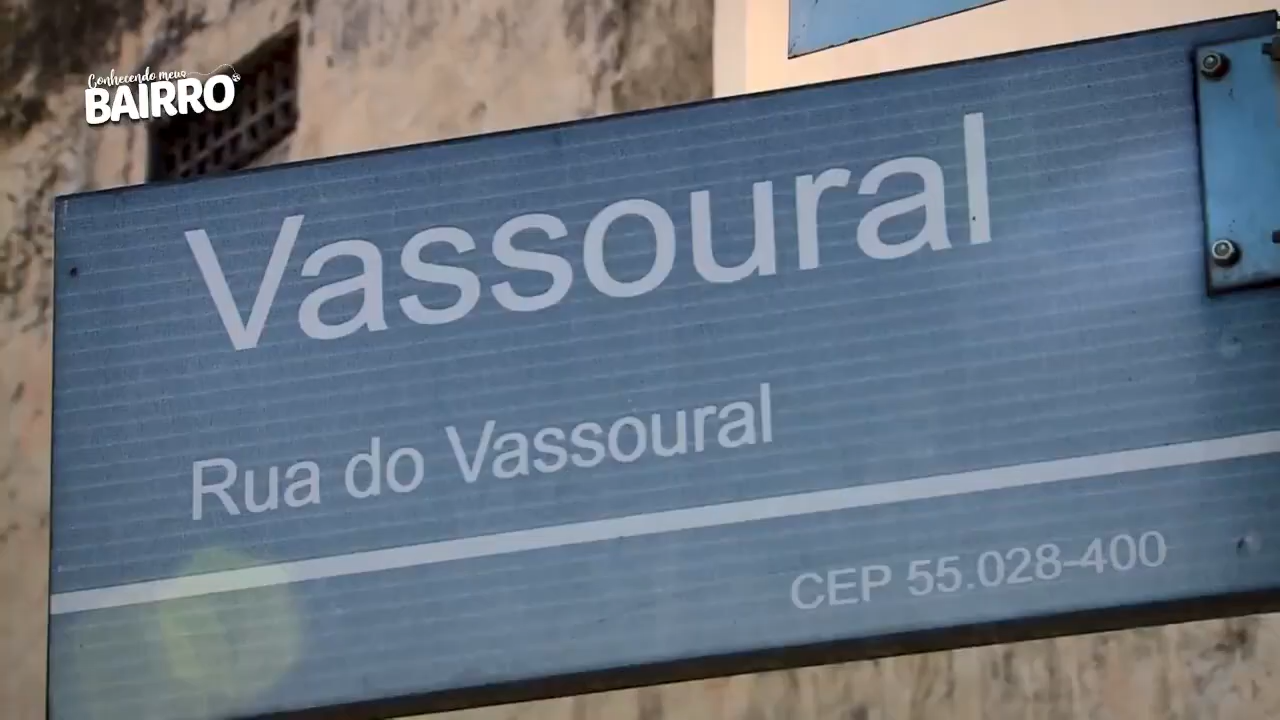 Conhecendo meu
BAIRRO
Vassoural
Rua do Vassoural
CEP 55.028-400